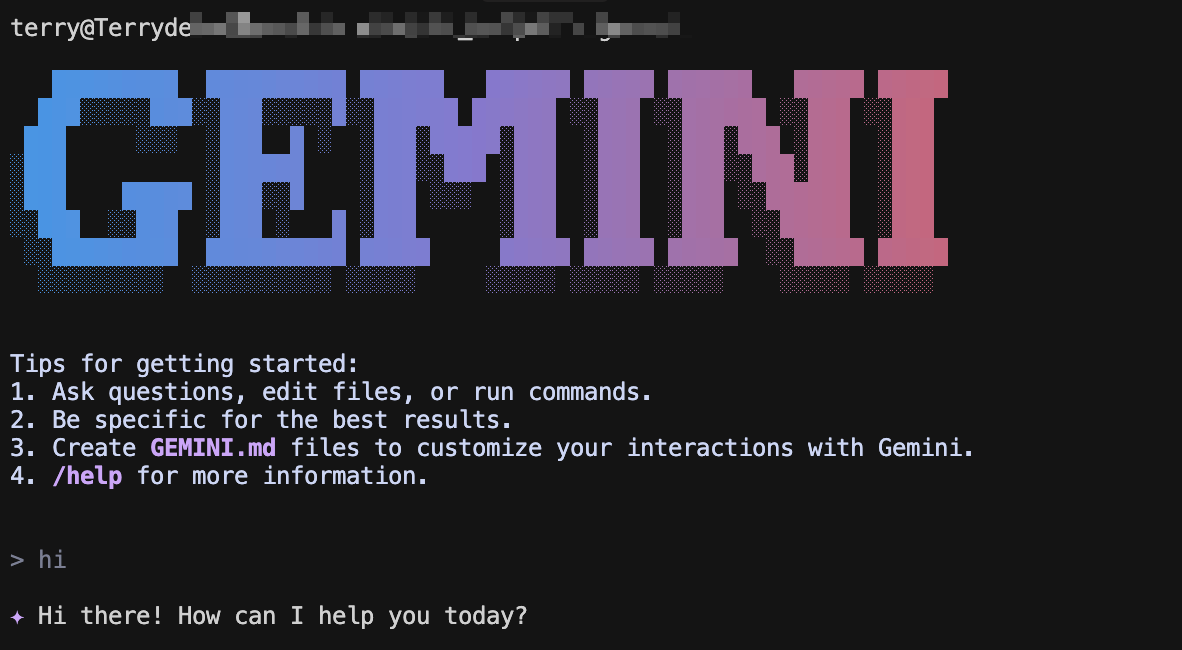 terry@Terryde
GEMINI
Tips for getting started:
1. Ask questions, edit files, or run commands.
2. Be specific for the best results.
3. Create GEMINI.md files to customize your interactions with Gemini.
4. /help for more information.
> hi
✦ Hi there! How can I help you today?